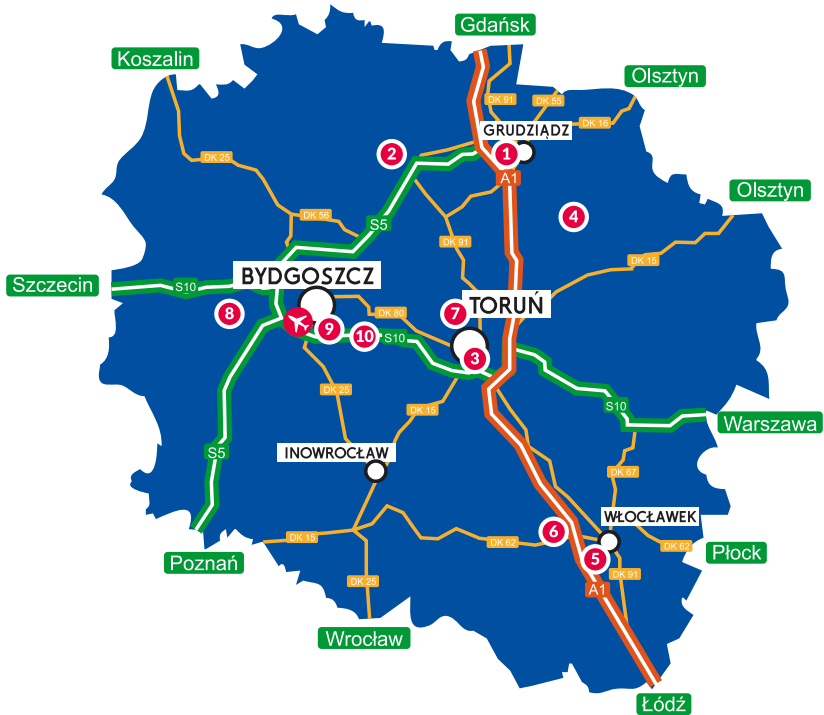 Gdańsk
Koszalin
Olsztyn
DK 91
DK 55
DK 16
GRUDZIĄDZ
2
1
DK 25
A1
Olsztyn
DK 56
4
S5
DK 91
DK 15
BYDGOSZCZ
Szczecin
S10
TORUŃ
8
7
DK 80
9
10
S10
3
DK 25
DK 15
S10
Warszawa
S5
INOWROCŁAW
DK 67
WŁOCŁAWEK
6
DK 15
DK 62
DK 62
Płock
5
Poznań
DK 25
DK 91
A1
Wrocław
Łódź